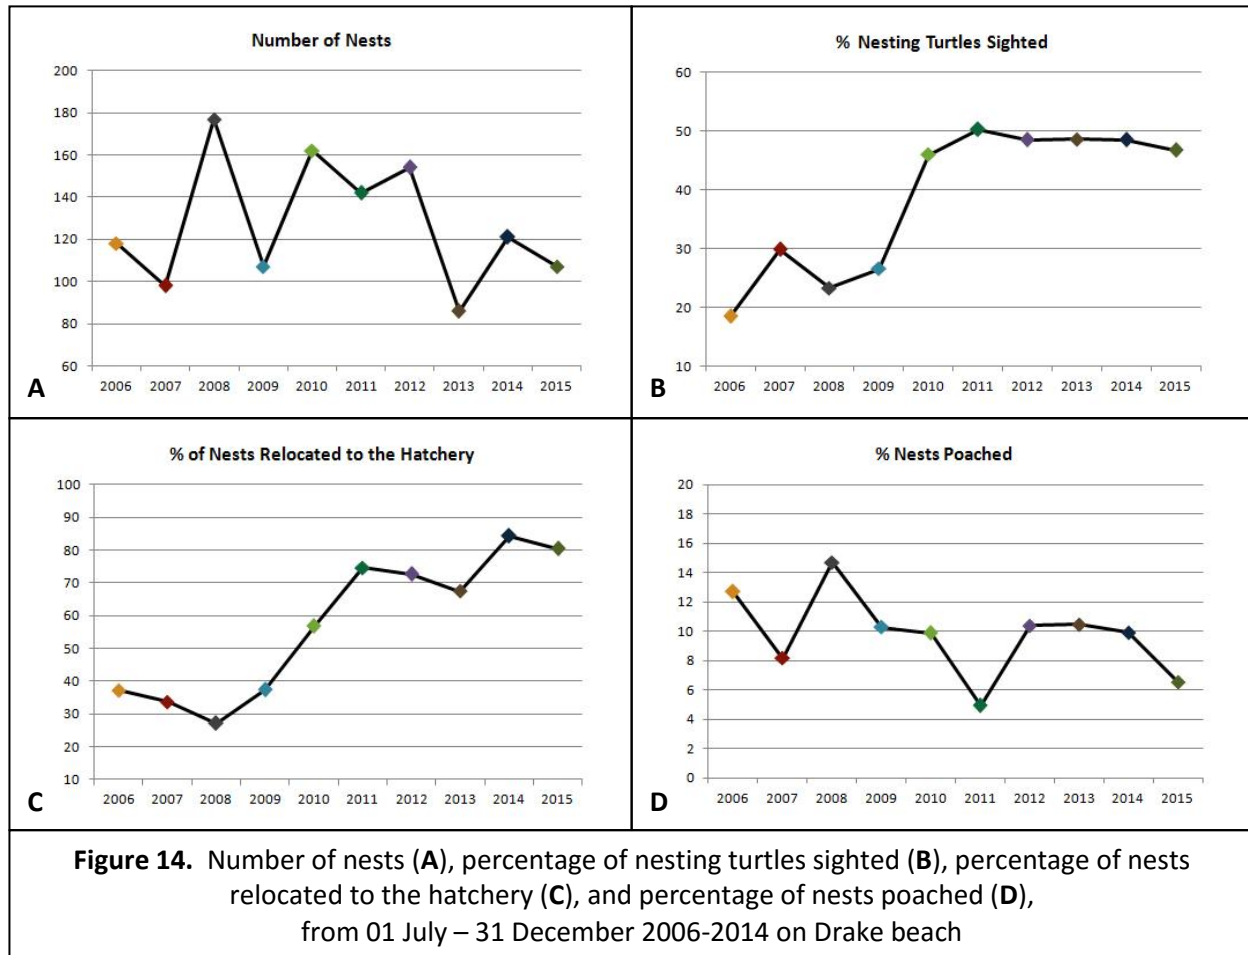 Number of Nests
200
180
160
140
120
100
80
60
2006 2007 2008 2009 2010 2011 2012 2013 2014 2015
A
% Nesting Turtles Sighted
60
50
40
30
20
10
2006 2007 2008 2009 2010 2011 2012 2013 2014 2015
B
% of Nests Relocated to the Hatchery
100
90
80
70
60
50
40
30
20
10
2006 2007 2008 2009 2010 2011 2012 2013 2014 2015
C
% Nests Poached
20
18
16
14
12
10
8
6
4
2
0
2006 2007 2008 2009 2010 2011 2012 2013 2014 2015
D
Figure 14. Number of nests (A), percentage of nesting turtles sighted (B), percentage of nests
relocated to the hatchery (C), and percentage of nests poached (D),
from 01 July – 31 December 2006-2014 on Drake beach